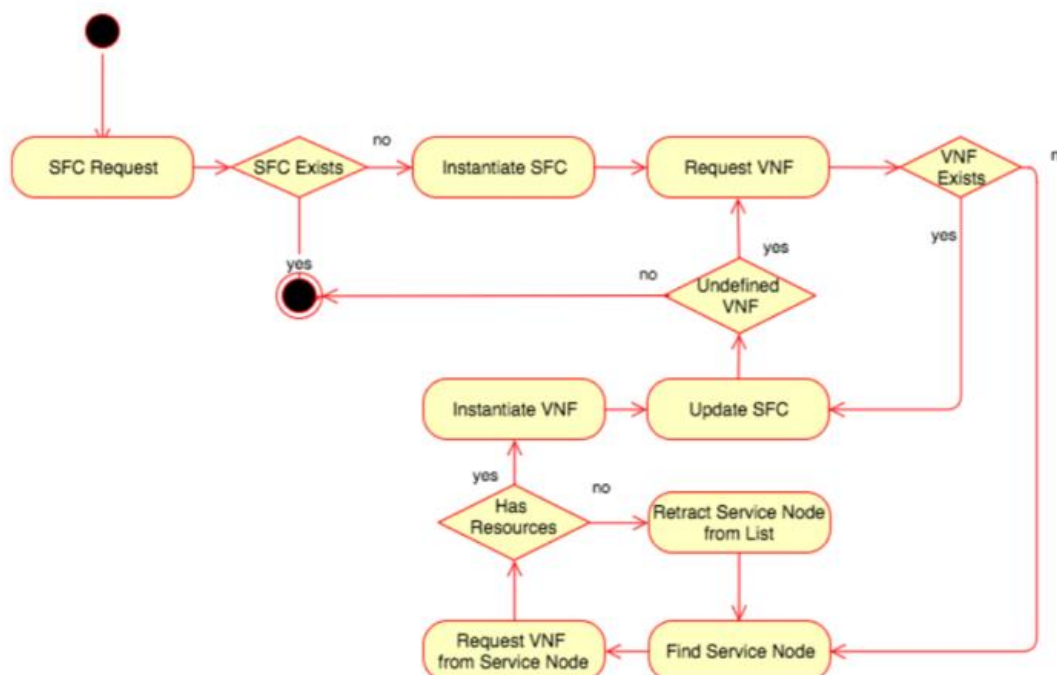 no
SFC Request
SFC Exists
Instantiate SFC
Request VNF
VNF
Exists
yes
yes
no
yes
Undefined
VNF
Instantiate VNF
Update SFC
yes
no
Has
Resources
Retract Service Node
from List
Request VNF
from Service Node
Find Service Node